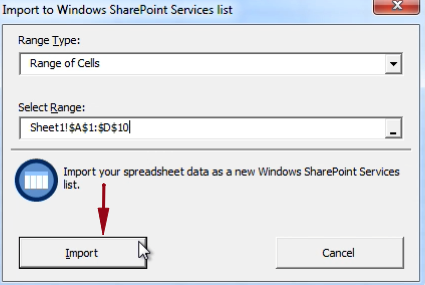 Import to Windows SharePoint Services list
Range Type:
Range of Cells
Select Range:
Sheet1!$A$1:$D$10
Import your spreadsheet data as a new Windows SharePoint Services
list.
Import
Cancel